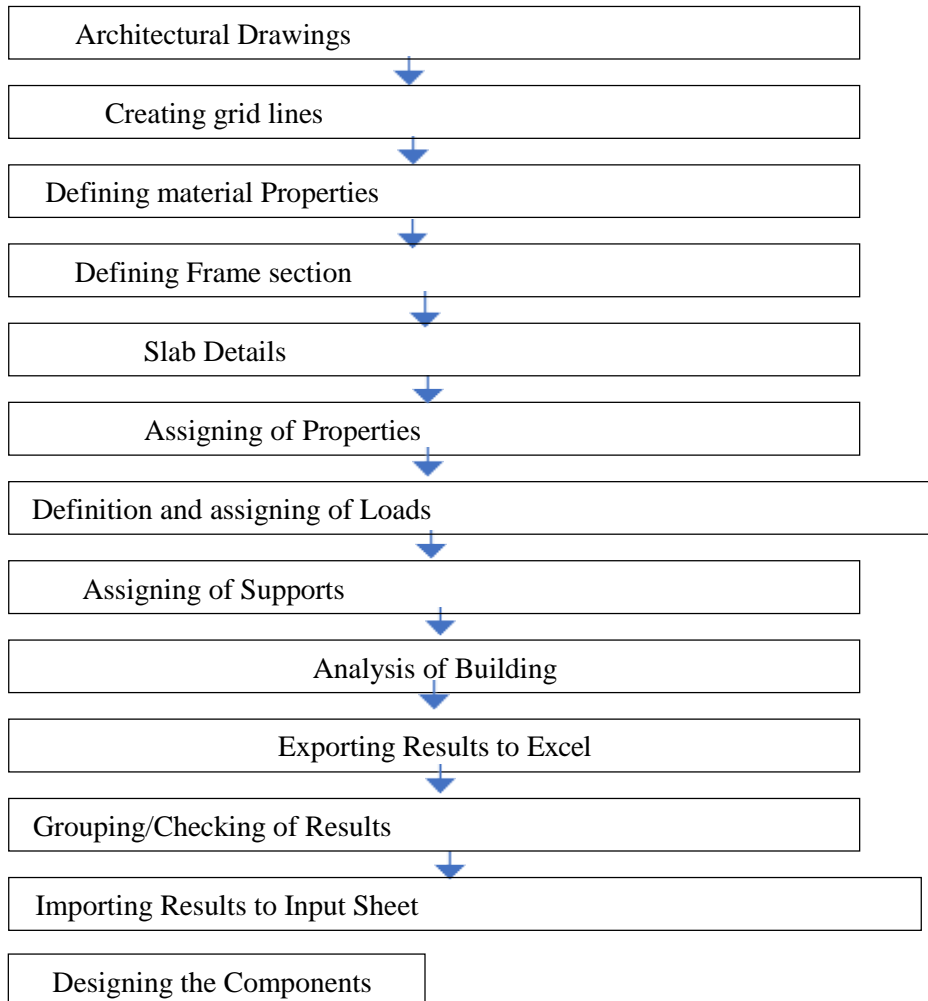 Architectural Drawings
Creating grid lines
Defining material Properties
Defining Frame section
Slab Details
Assigning of Properties
Definition and assigning of Loads
Assigning of Supports
Analysis of Building
Exporting Results to Excel
Grouping/Checking of Results
Importing Results to Input Sheet
Designing the Components